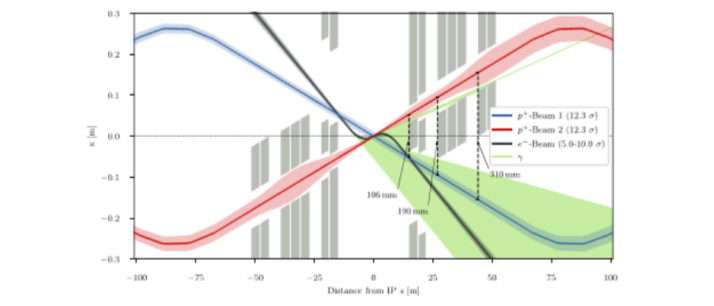 0.3
0.2
0.1
0.0
−0.1
−0.2
−0.3
x [m]
p⁺-Beam 1 (12.3 σ)
p⁺-Beam 2 (12.3 σ)
e⁻-Beam (5.0-10.0 σ)
γ
310 mm
106 mm
190 mm
−100 −75 −50 −25 0 25 50 75 100
Distance from IP s [m]